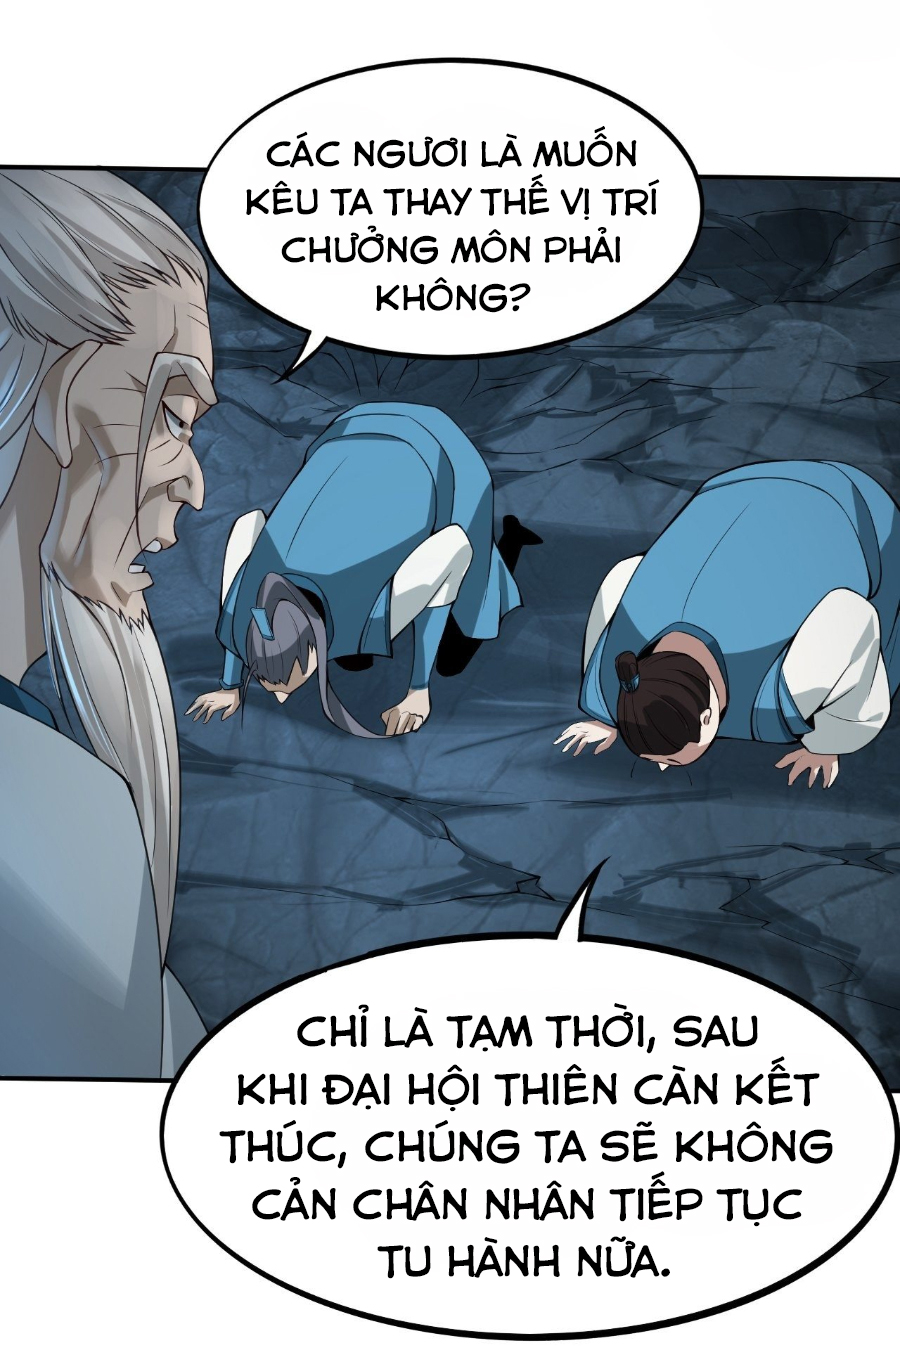 CÁC NGƯƠI LÀ MUỐN
KÊU TA THAY THẾ VỊ TRÍ
CHƯỞNG MÔN PHẢI
KHÔNG?
CHỈ LÀ TẠM THỜI, SAU
KHI ĐẠI HỘI THIÊN CÀN KẾT
THÚC, CHÚNG TA SẼ KHÔNG
CẢN CHÂN NHÂN TIẾP TỤC
TU HÀNH NỮA.